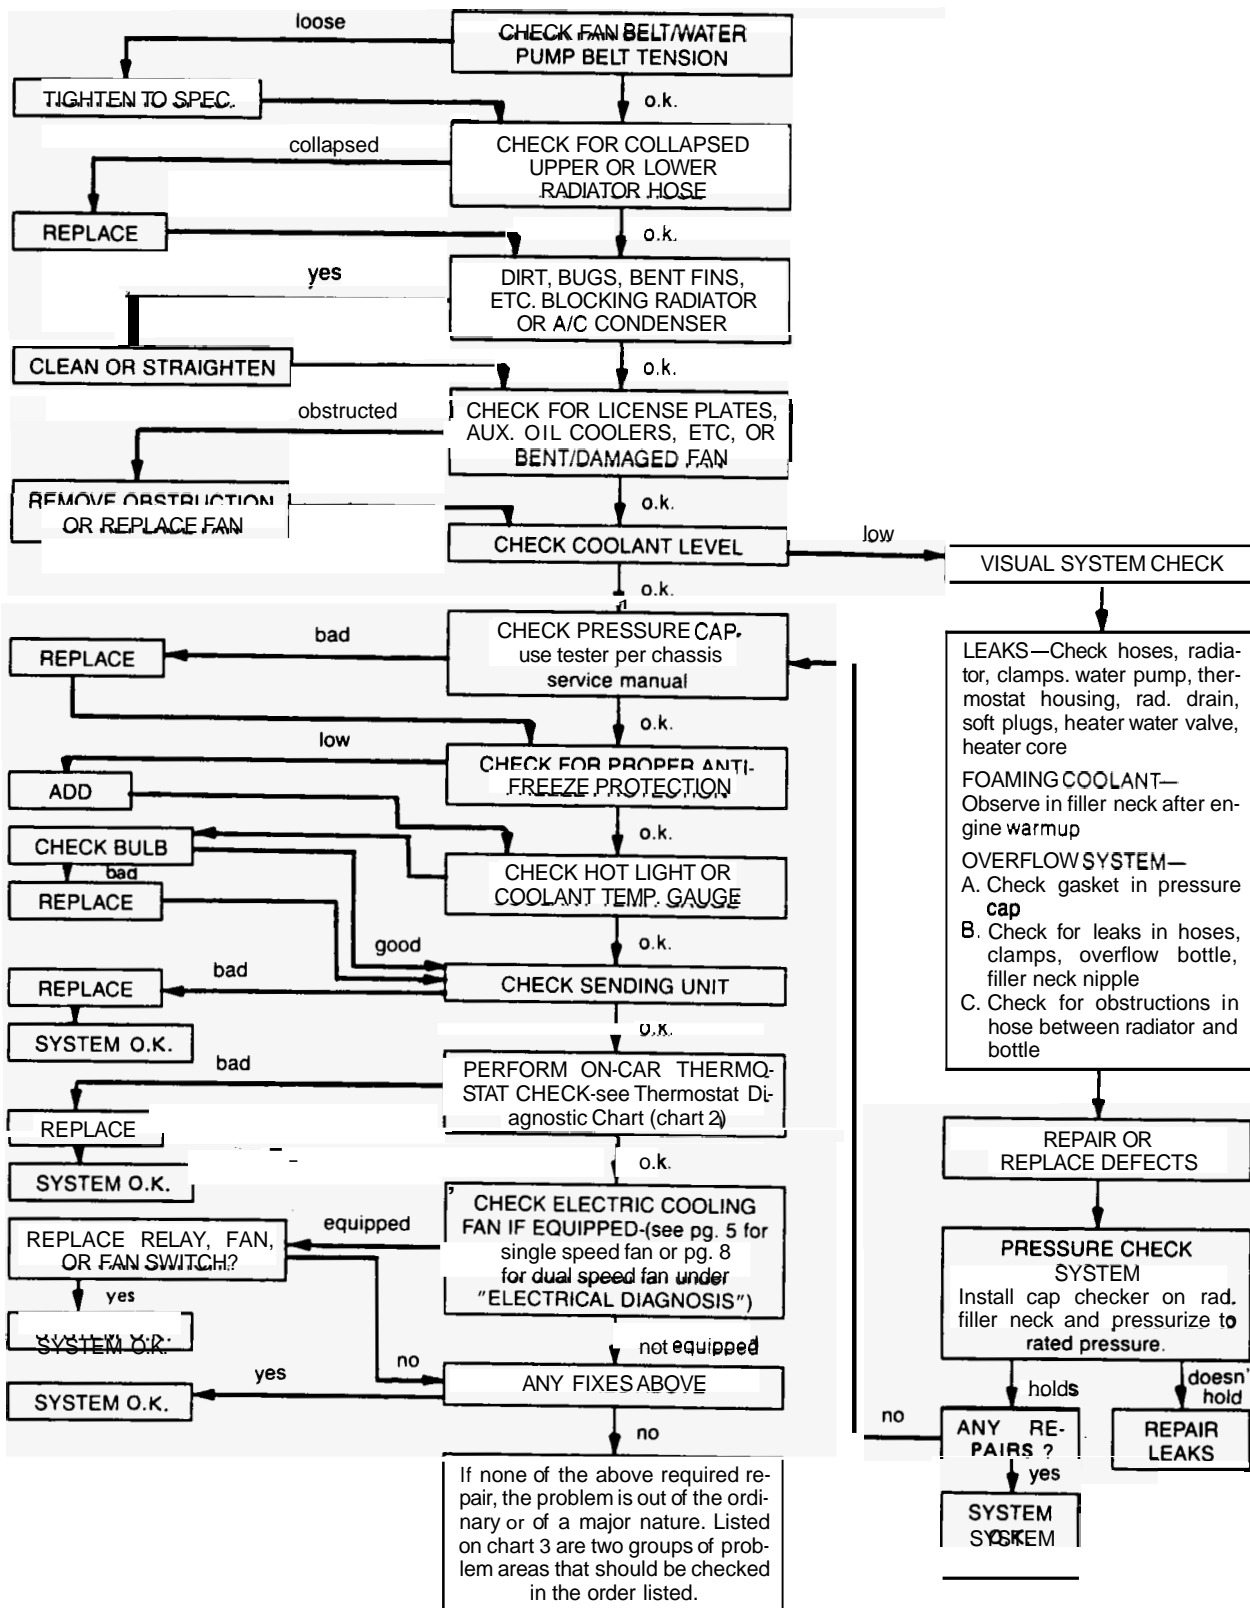 loose
CHECK FAN BELT/WATER
PUMP BELT TENSION
TIGHTEN TO SPEC.
o.k.
collapsed
CHECK FOR COLLAPSED
UPPER OR LOWER
RADIATOR HOSE
REPLACE
o.k.
yes
DIRT, BUGS, BENT FINS,
ETC. BLOCKING RADIATOR
OR A/C CONDENSER
CLEAN OR STRAIGHTEN
o.k.
obstructed
CHECK FOR LICENSE PLATES,
AUX. OIL COOLERS, ETC, OR
BENT/DAMAGED FAN
REMOVE OBSTRUCTION
OR REPLACE FAN
o.k.
CHECK COOLANT LEVEL
low
VISUAL SYSTEM CHECK
o.k.
bad
CHECK PRESSURE CAP-
use tester per chassis
service manual
REPLACE
o.k.
low
CHECK FOR PROPER ANTI-
FREEZE PROTECTION
ADD
o.k.
CHECK BULB
CHECK HOT LIGHT OR
COOLANT TEMP. GAUGE
bad
REPLACE
o.k.
good
bad
CHECK SENDING UNIT
REPLACE
SYSTEM O.K.
o.k.
bad
PERFORM ON-CAR THERMO-
STAT CHECK-see Thermostat Di-
agnostic Chart (chart 2)
REPLACE
SYSTEM O.K.
o.k.
equipped
CHECK ELECTRIC COOLING
FAN IF EQUIPPED-(see pg. 5 for
single speed fan or pg. 8
for dual speed fan under
"ELECTRICAL DIAGNOSIS")
REPLACE RELAY, FAN,
OR FAN SWITCH?
yes
SYSTEM O.K.
SYSTEM O.K.
not equipped
no
yes
ANY FIXES ABOVE
SYSTEM O.K.
no
If none of the above required re-
pair, the problem is out of the ordi-
nary or of a major nature. Listed
on chart 3 are two groups of prob-
lem areas that should be checked
in the order listed.
LEAKS—Check hoses, radia-
tor, clamps. water pump, ther-
mostat housing, rad. drain,
soft plugs, heater water valve,
heater core
FOAMING COOLANT—
Observe in filler neck after en-
gine warmup
OVERFLOW SYSTEM—
A. Check gasket in pressure
cap
B. Check for leaks in hoses,
clamps, overflow bottle,
filler neck nipple
C. Check for obstructions in
hose between radiator and
bottle
REPAIR OR
REPLACE DEFECTS
PRESSURE CHECK
SYSTEM
Install cap checker on rad.
filler neck and pressurize to
rated pressure.
holds
doesn'
hold
no
ANY RE-
PAIRS ?
REPAIR
LEAKS
yes
SYSTEM
O.K.
SYSTEM